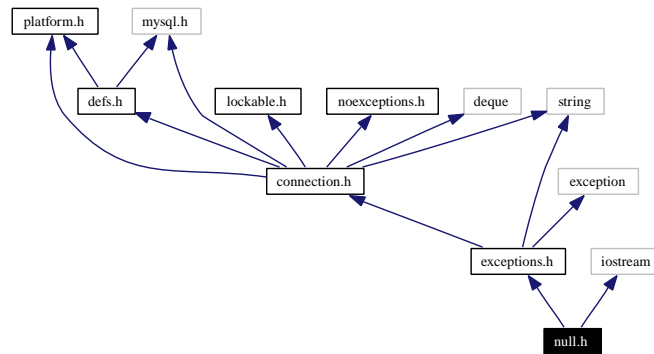 platform.h
mysql.h
defs.h
lockable.h
noexceptions.h
deque
string
connection.h
exception
exceptions.h
iostream
null.h